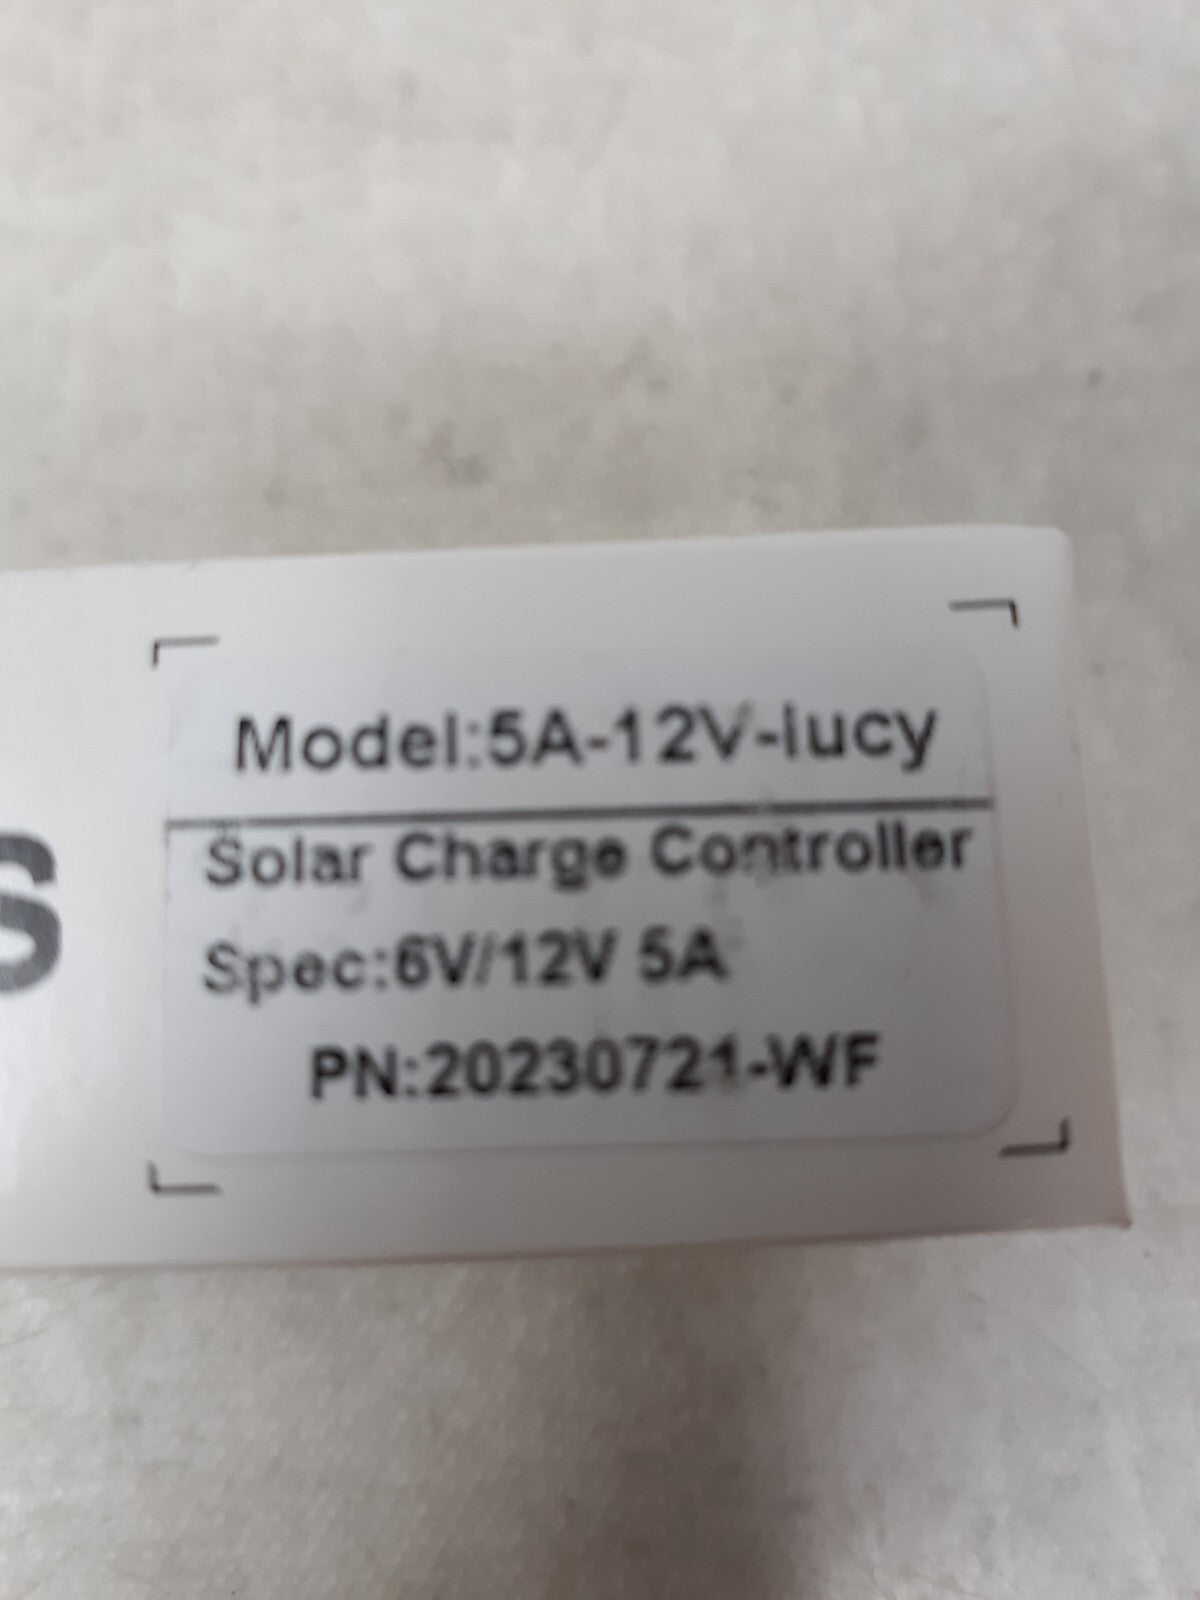 Model:5A-12V-lucy
Solar Charge Controller
Spec:6V/12V 5A
PN:20230721-WF